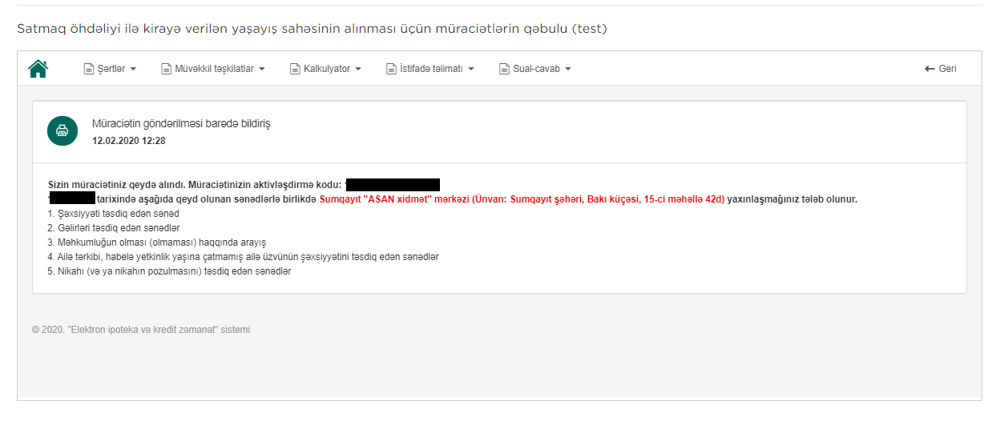 Satmaq öhdəliyi ilə kirayə verilən yaşayış sahəsinin alınması üçün müraciətlərin qəbulu (test)
Şərtlər Müvəkkil təşkilatlar Kalkulyator İstifadə təlimatı Sual-cavab Geri
Müraciətin göndərilməsi barədə bildiriş
12.02.2020 12:28
Sizin müraciətiniz qeydə alındı. Müraciətinizin aktivləşdirmə kodu:
tarixində aşağıda qeyd olunan sənədlərlə birlikdə Sumqayıt "ASAN xidmət" mərkəzi (Ünvan: Sumqayıt şəhəri, Bakı küçəsi, 15-ci məhəllə 42d) yaxınlaşmağınız tələb olunur.
1. Şəxsiyyəti təsdiq edən sənəd
2. Gəlirləri təsdiq edən sənədlər
3. Məhkumluğun olması (olmaması) haqqında arayış
4. Ailə tərkibi, habelə yetkinlik yaşına çatmamış ailə üzvünün şəxsiyyətini təsdiq edən sənədlər
5. Nikahı (və ya nikahın pozulmasını) təsdiq edən sənədlər
© 2020. "Elektron ipoteka və kredit zəmanət" sistemi